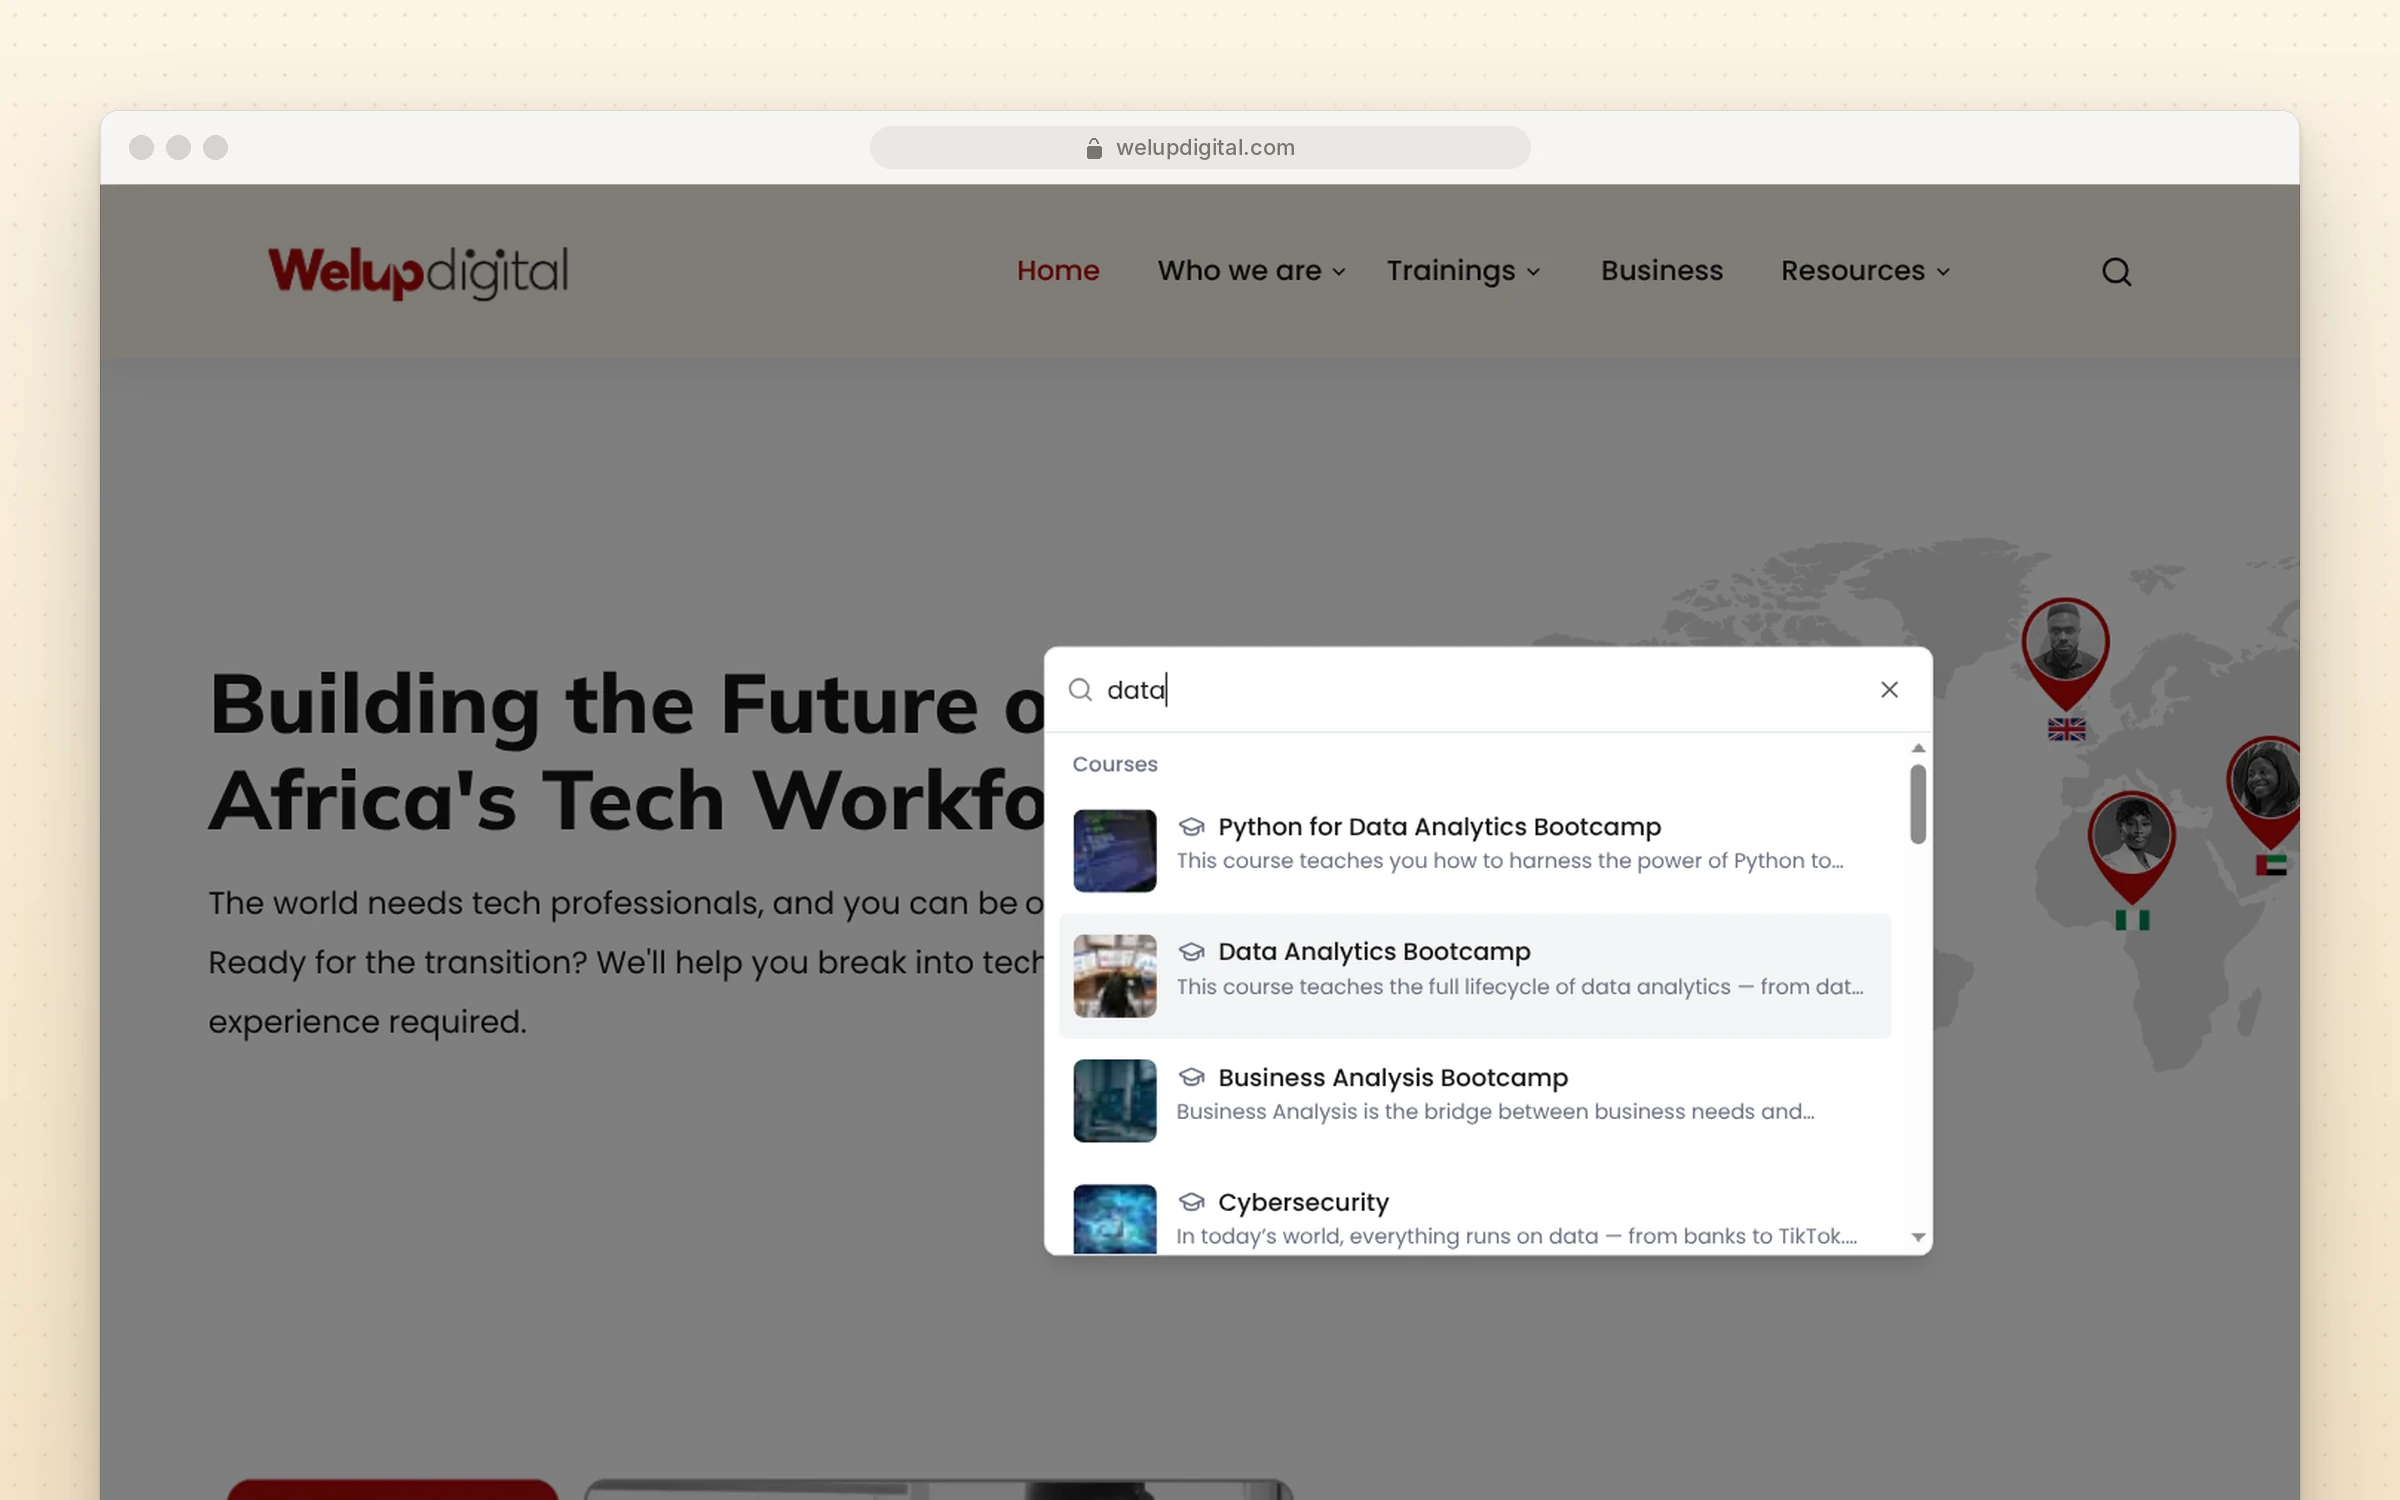 welupdigital.com
Welupdigital
Home
Who we are
Trainings
Business
Resources
Building the Future o
Africa's Tech Workfo
The world needs tech professionals, and you can be o
Ready for the transition? We'll help you break into tech
experience required.
data
Courses
Python for Data Analytics Bootcamp
This course teaches you how to harness the power of Python to...
Data Analytics Bootcamp
This course teaches the full lifecycle of data analytics — from dat...
Business Analysis Bootcamp
Business Analysis is the bridge between business needs and...
Cybersecurity
In today’s world, everything runs on data — from banks to TikTok....